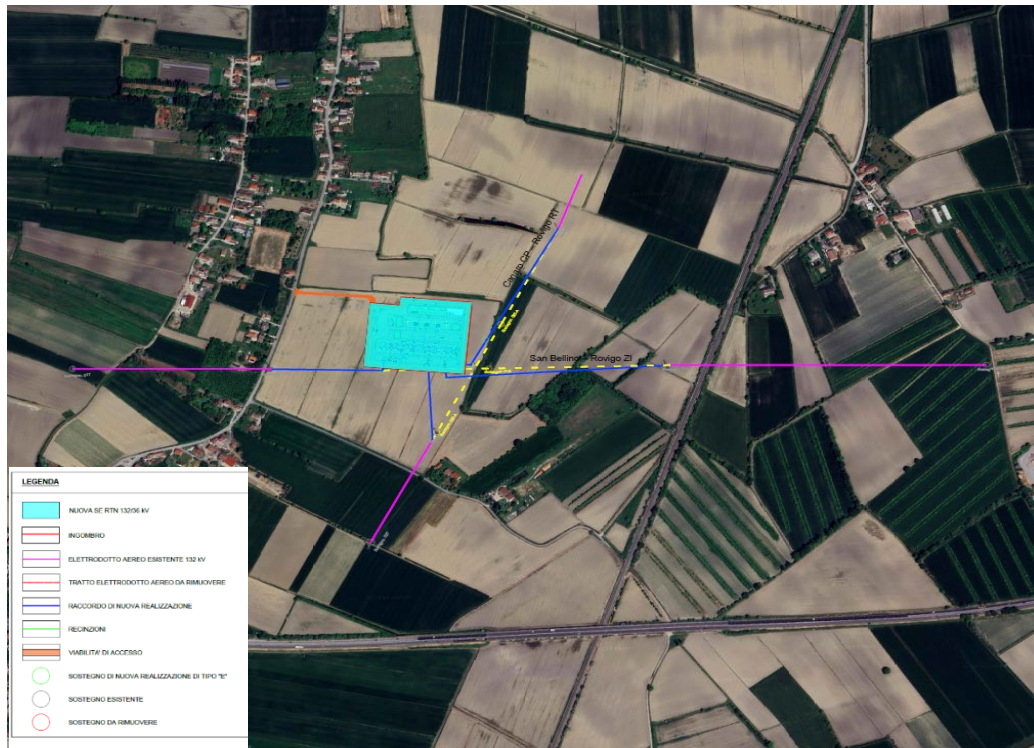 Canaro CP - Rovigo RT
San Bellino - Rovigo ZI
LEGENDA
NUOVA SE RTN 132/36 kV
INGOMBRO
ELETTRODOTTO AEREO ESISTENTE 132 kV
TRATTO ELETTRODOTTO AEREO DA RIMUOVERE
RACCORDO DI NUOVA REALIZZAZIONE
RECINZIONI
VIABILITA' DI ACCESSO
SOSTEGNO DI NUOVA REALIZZAZIONE DI TIPO "E"
SOSTEGNO ESISTENTE
SOSTEGNO DA RIMUOVERE